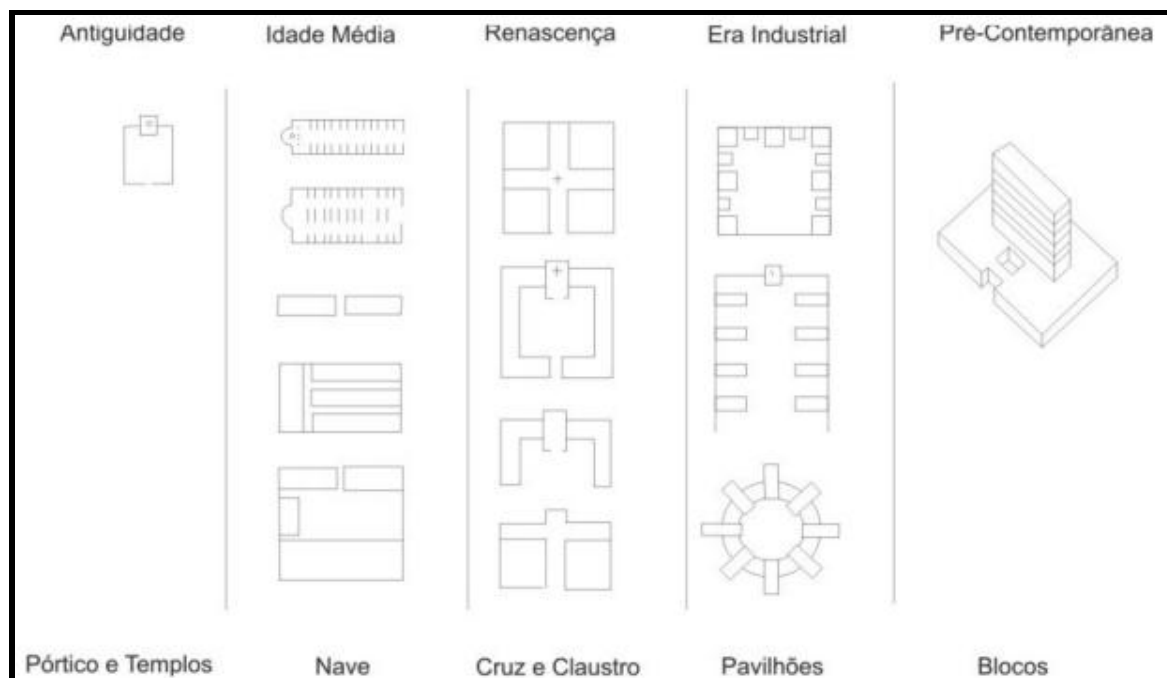 Antiguidade
Idade Média
Renascença
Era Industrial
Pré-Contemporânea
Pórtico e Templos
Nave
Cruz e Claustro
Pavilhões
Blocos